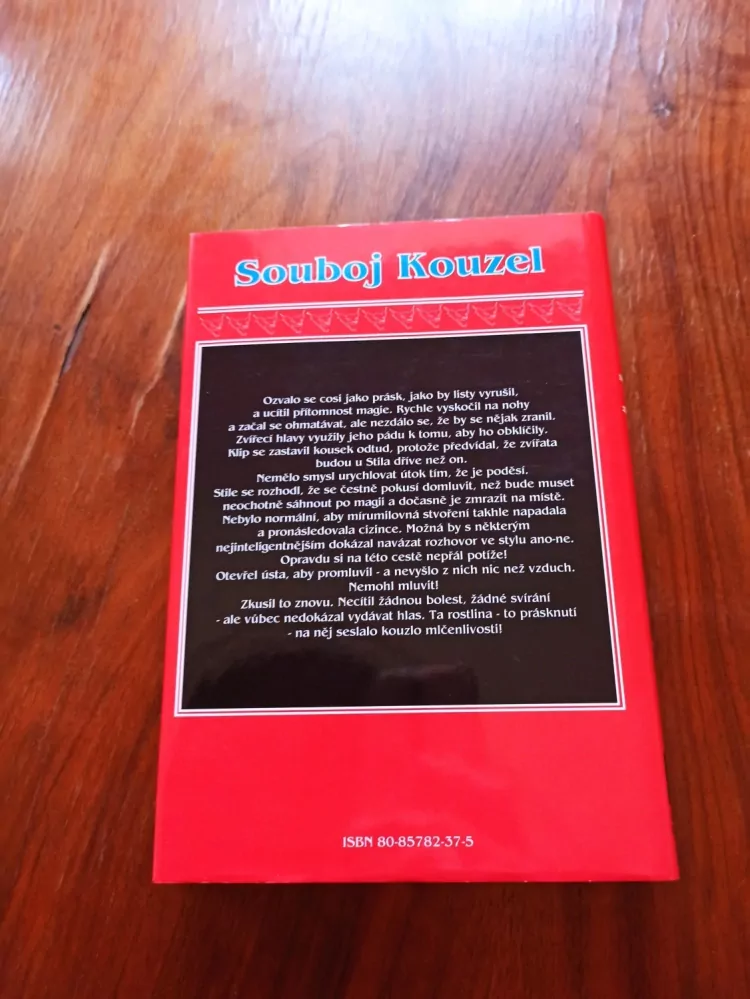 Souboj Kouzel
Ozvalo se cosi jako prásk, jako by listy vyrušil,
a ucítil přítomnost magie. Rychle vyskočil na nohy
a začal se ohmatávat, ale nezdálo se, že by se nějak zranil.
Zvířecí hlavy využily jeho pádu k tomu, aby ho obklíčily.
Klip se zastavil kousek odtud, protože předvídal, že zvířata
budou u Stila dříve než on.
Nemělo smysl urychlovat útok tím, že je poděsí.
Stile se rozhodl, že se čestně pokusí domluvit, než bude muset
neochotně sáhnout po magii a dočasně je zmrazit na místě.
Nebylo normální, aby mírumilovná stvoření takhle napadala
a pronásledovala cizince. Možná by s některým
nejinteligentnějším dokázal navázat rozhovor ve stylu ano-ne.
Opravdu si na této cestě nepřál potíže!
Otevřel ústa, aby promluvil - a nevyšlo z nich nic než vzduch.
Nemohl mluvit!
Zkusil to znovu. Necítil žádnou bolest, žádné svírání
- ale vůbec nedokázal vydávat hlas. Ta rostlina - to prásknutí
- na něj seslalo kouzlo mlčenlivosti!
ISBN 80-85782-37-5